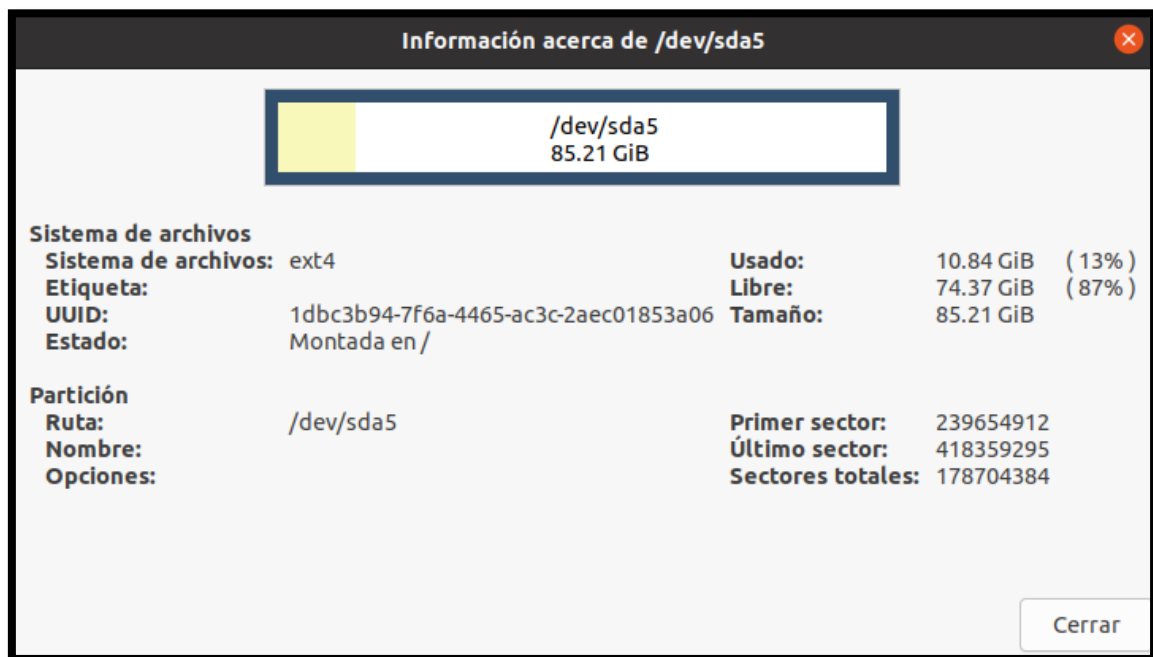 Información acerca de /dev/sda5
/dev/sda5
85.21 GiB
Sistema de archivos
Sistema de archivos: ext4 Usado: 10.84 GiB ( 13% )
Etiqueta: Libre: 74.37 GiB ( 87% )
UUID: 1dbc3b94-7f6a-4465-ac3c-2aec01853a06 Tamaño: 85.21 GiB
Estado: Montada en /
Partición
Ruta: /dev/sda5 Primer sector: 239654912
Nombre: Último sector: 418359295
Opciones: Sectores totales: 178704384
Cerrar